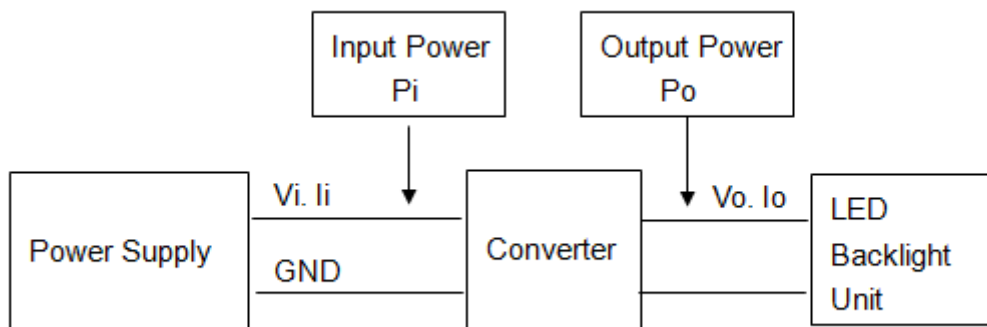 Input Power
Pi
Output Power
Po
Power Supply
Vi. Ii
GND
Converter
Vo. Io
LED
Backlight
Unit